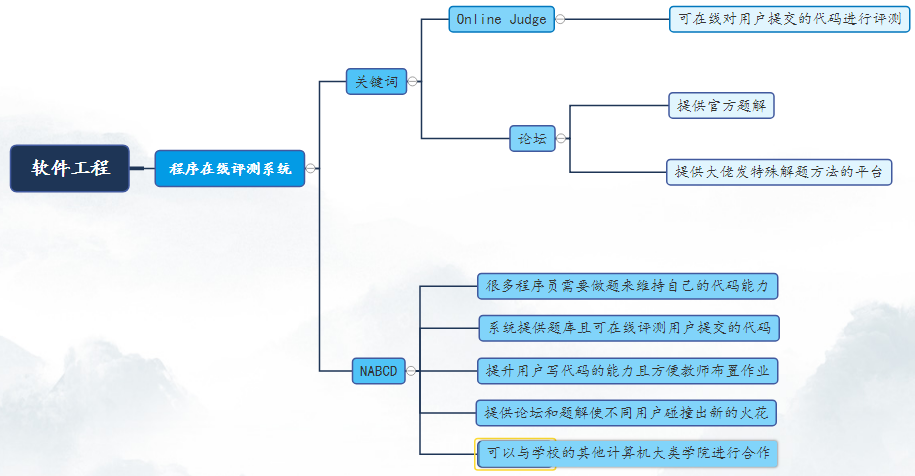 软件工程
程序在线评测系统
关键词
Online Judge
可在线对用户提交的代码进行评测
论坛
提供官方题解
提供大佬发特殊解题方法的平台
NABCD
很多程序员需要做题来维持自己的代码能力
系统提供题库且可在线评测用户提交的代码
提升用户写代码的能力且方便教师布置作业
提供论坛和题解使不同用户碰撞出新的火花
可以与学校的其他计算机大类学院进行合作